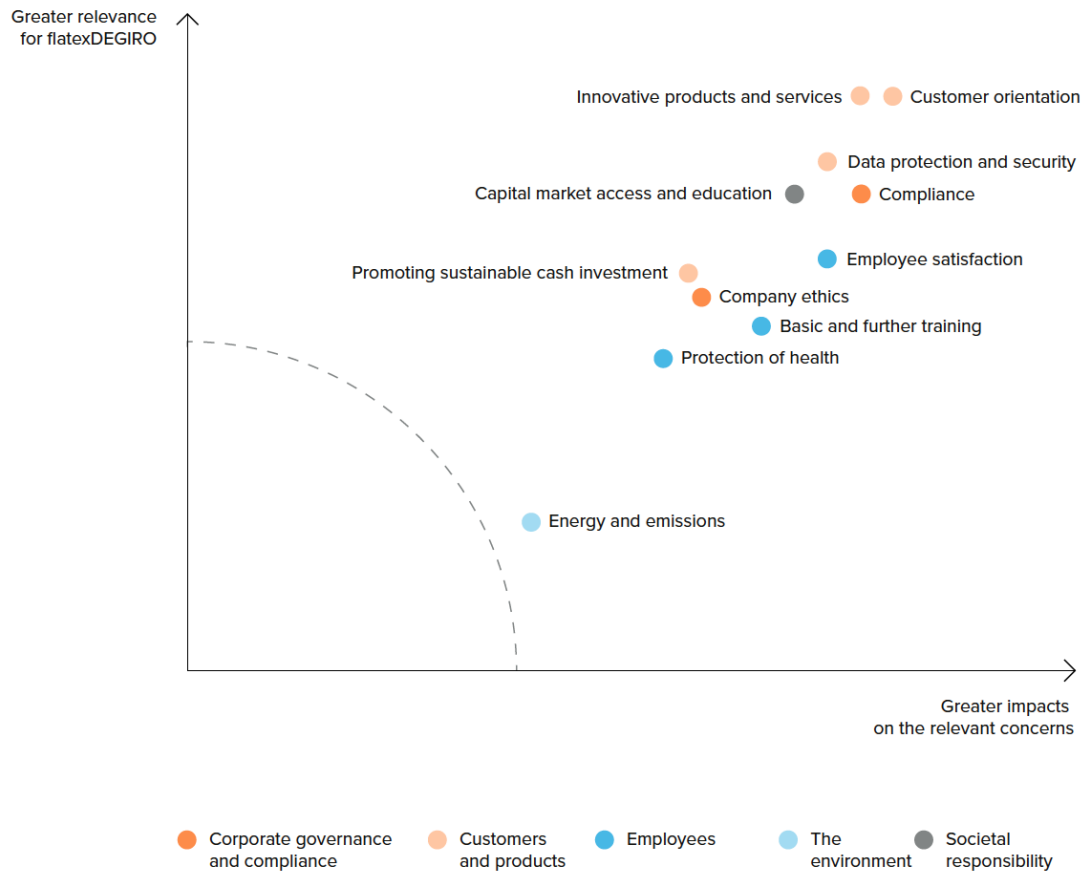 Greater relevance
for flatexDEGIRO
Innovative products and services
Customer orientation
Data protection and security
Capital market access and education
Compliance
Employee satisfaction
Promoting sustainable cash investment
Company ethics
Basic and further training
Protection of health
Energy and emissions
Greater impacts
on the relevant concerns
Corporate governance
and compliance
Customers
and products
Employees
The
environment
Societal
responsibility